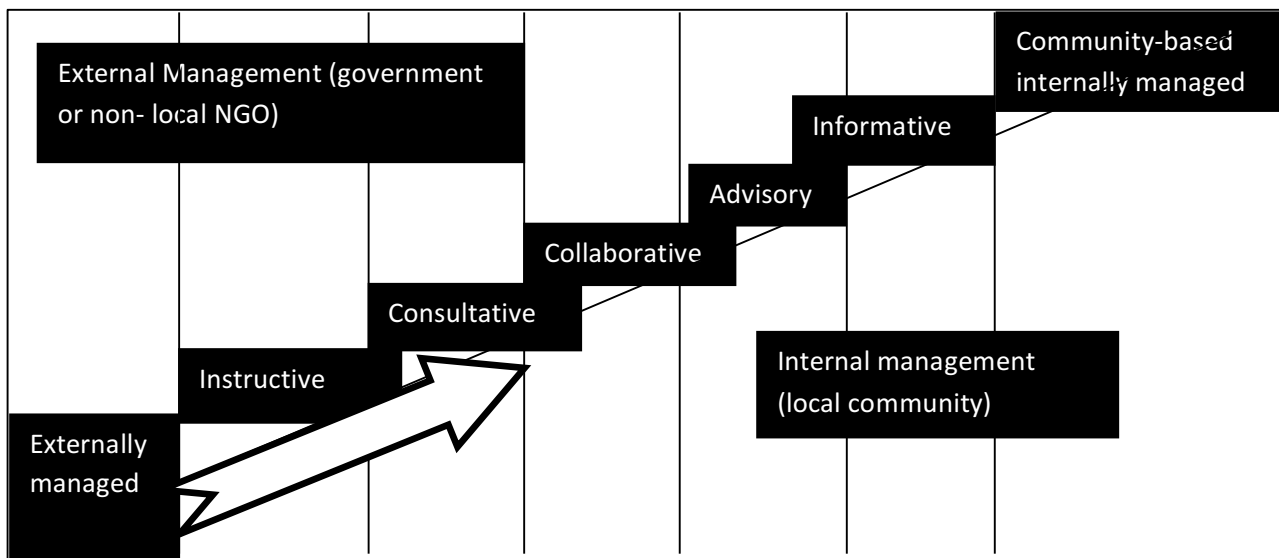 External Management (government
or non- local NGO)
Community-based
internally managed
Informative
Advisory
Collaborative
Consultative
Instructive
Internal management
(local community)
Externally
managed